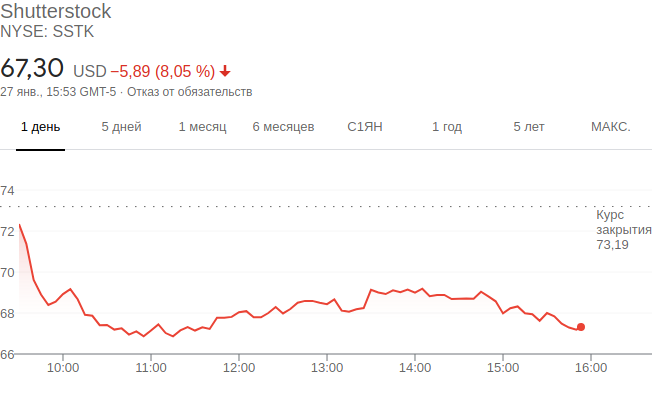 Shutterstock
NYSE: SSTK
67,30 USD −5,89 (8,05 %)
27 янв., 15:53 GMT-5 · Отказ от обязательств
1 день 5 дней 1 месяц 6 месяцев С1ЯН 1 год 5 лет МАКС.
74
Курс
закрытия
73,19
72
70
68
66
10:00 11:00 12:00 13:00 14:00 15:00 16:00